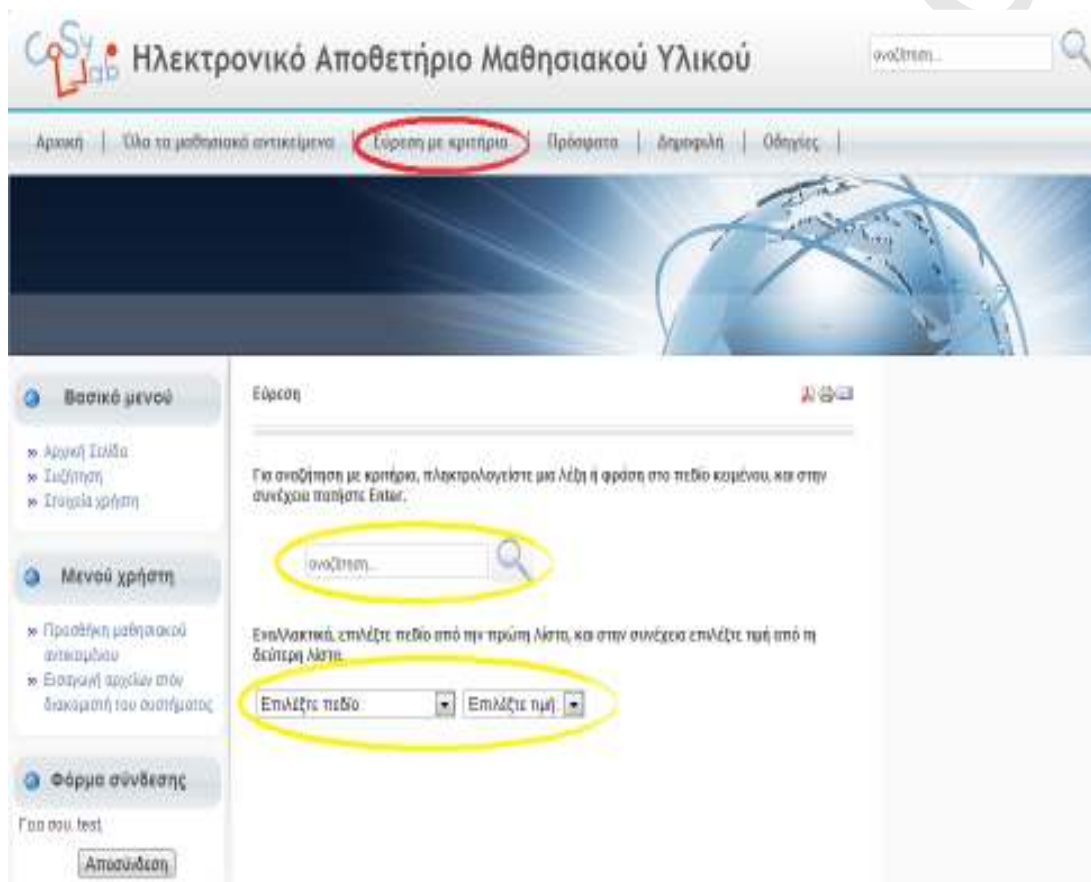 CoSy Lab
Ηλεκτρονικό Αποθετήριο Μαθησιακού Υλικού
αναζήτηση...
Αρχική | Όλα τα μαθησιακά αντικείμενα | Εύρεση με κριτήρια | Πρόσφατα | Δημοφιλή | Οδηγίες |
Βασικό μενού
» Αρχική Σελίδα
» Συζήτηση
» Στοιχεία χρήστη
Μενού χρήστη
» Προσθήκη μαθησιακού
αντικειμένου
» Εισαγωγή αρχείων στον
διακομιστή του συστήματος
Φόρμα σύνδεσης
Γεια σου, test,
Αποσύνδεση
Εύρεση
Για αναζήτηση με κριτήρια, πληκτρολογείστε μια λέξη ή φράση στο πεδίο κειμένου, και στην
συνέχεια πατήστε Enter.
αναζήτηση...
Εναλλακτικά, επιλέξτε πεδίο από την πρώτη λίστα, και στην συνέχεια επιλέξτε τιμή από τη
δεύτερη λίστα.
Επιλέξτε πεδίο
Επιλέξτε τιμή